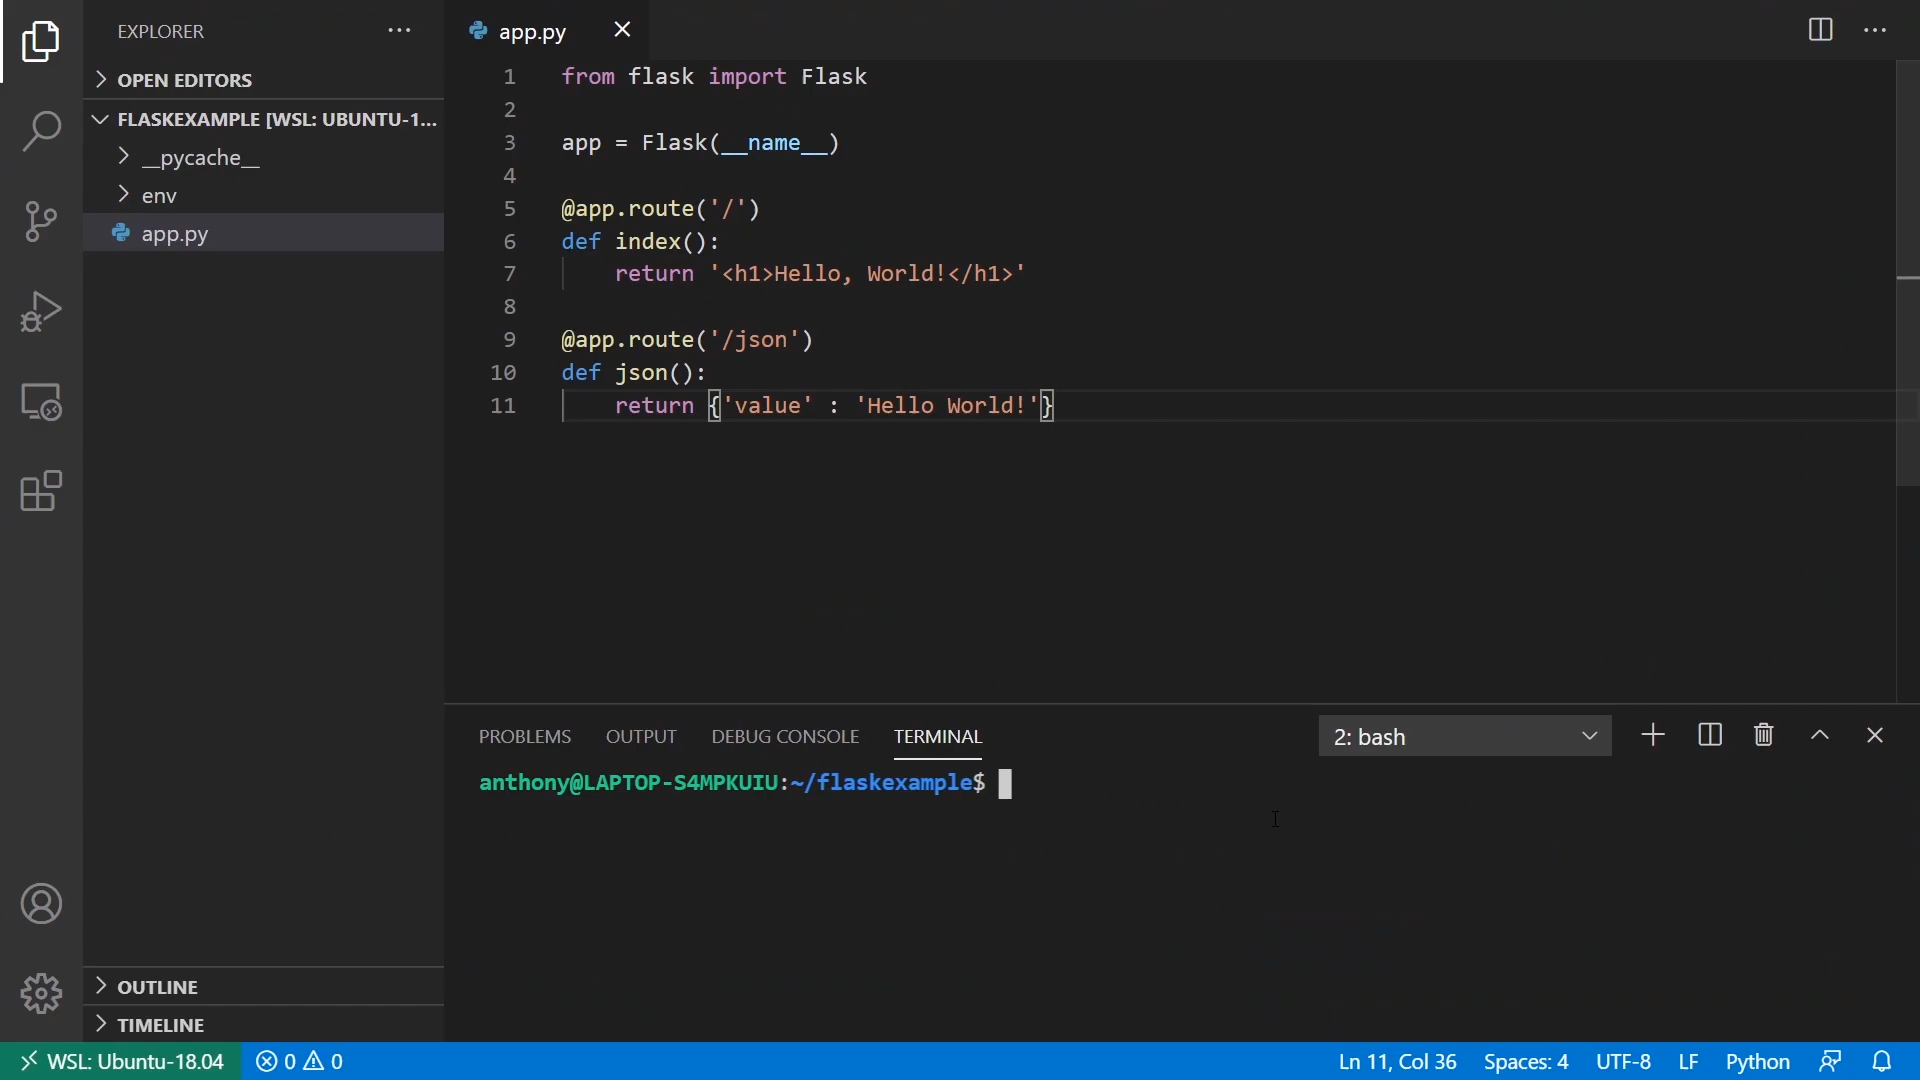 EXPLORER
OPEN EDITORS
FLASKEXAMPLE [WSL: UBUNTU-1...
__pycache__
env
app.py
OUTLINE
TIMELINE
app.py
1 from flask import Flask
2
3 app = Flask(__name__)
4
5 @app.route('/')
6 def index():
7     return '<h1>Hello, World!</h1>'
8
9 @app.route('/json')
10 def json():
11     return {'value' : 'Hello World!'}
PROBLEMS OUTPUT DEBUG CONSOLE TERMINAL 2: bash
anthony@LAPTOP-S4MPKUIU:~/flaskexample$
WSL: Ubuntu-18.04 0 0 Ln 11, Col 36 Spaces: 4 UTF-8 LF Python